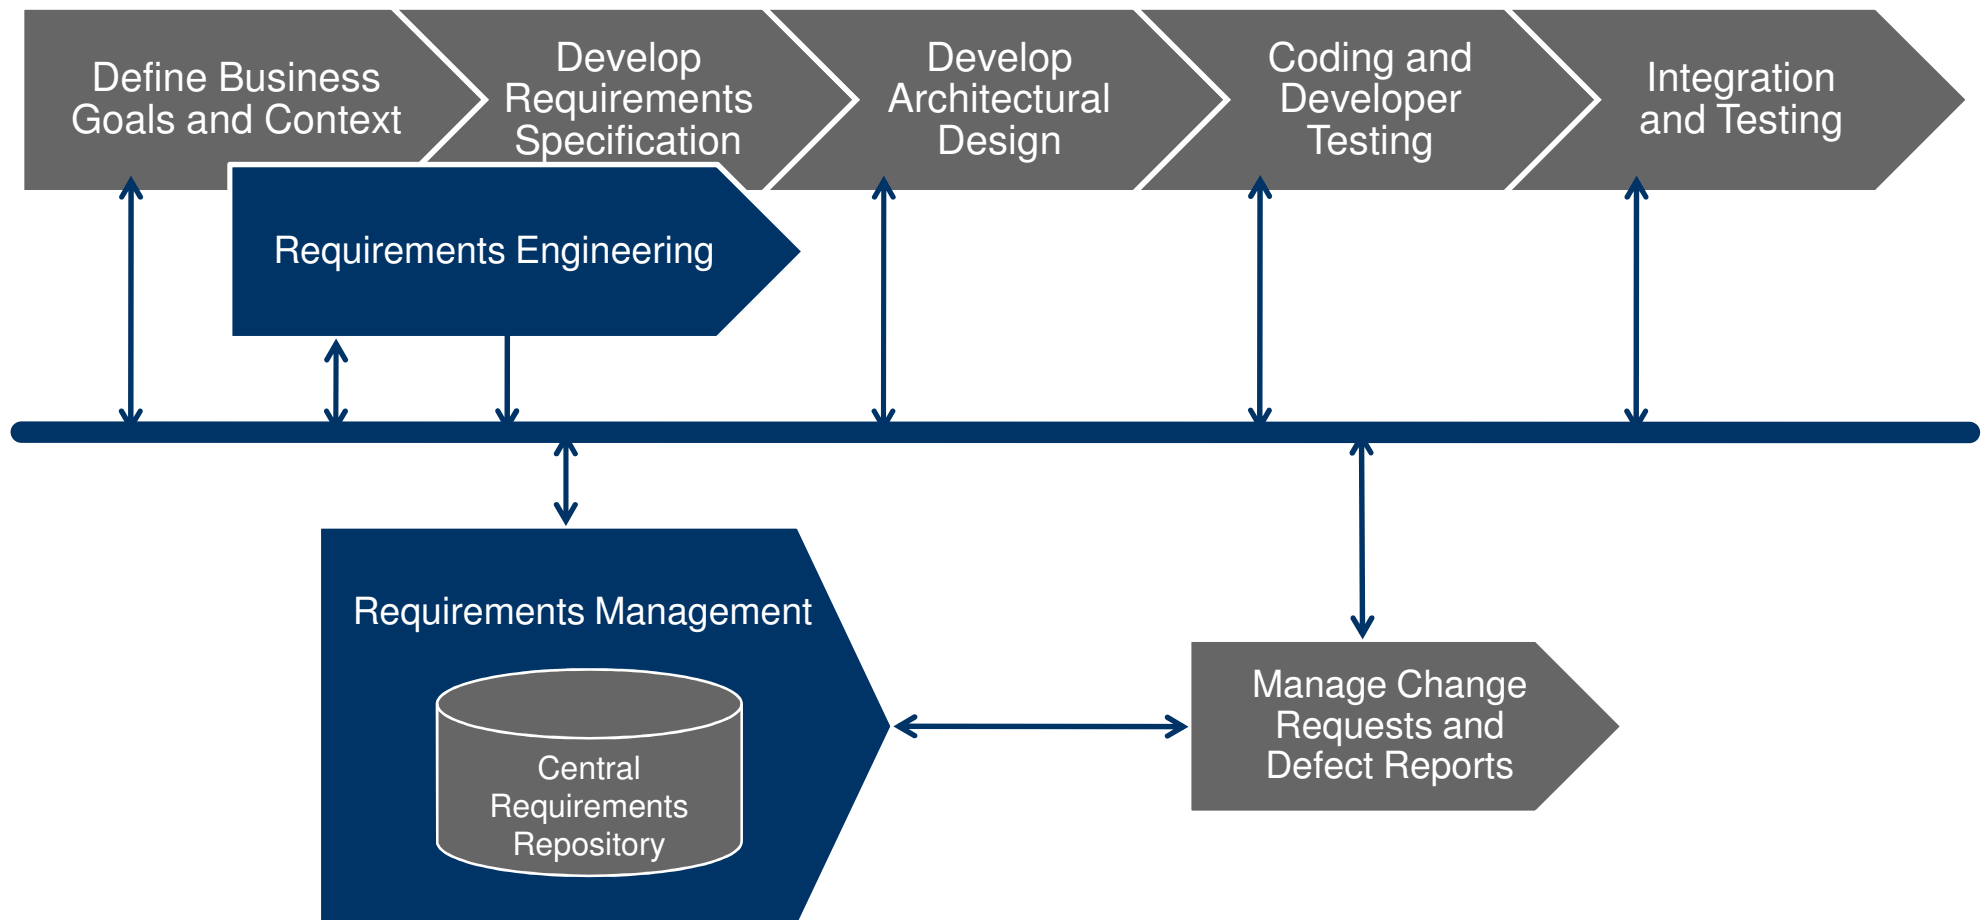 Define Business
Goals and Context
Develop
Requirements
Specification
Develop
Architectural
Design
Coding and
Developer
Testing
Integration
and Testing
Requirements Engineering
Requirements Management
Central
Requirements
Repository
Manage Change
Requests and
Defect Reports